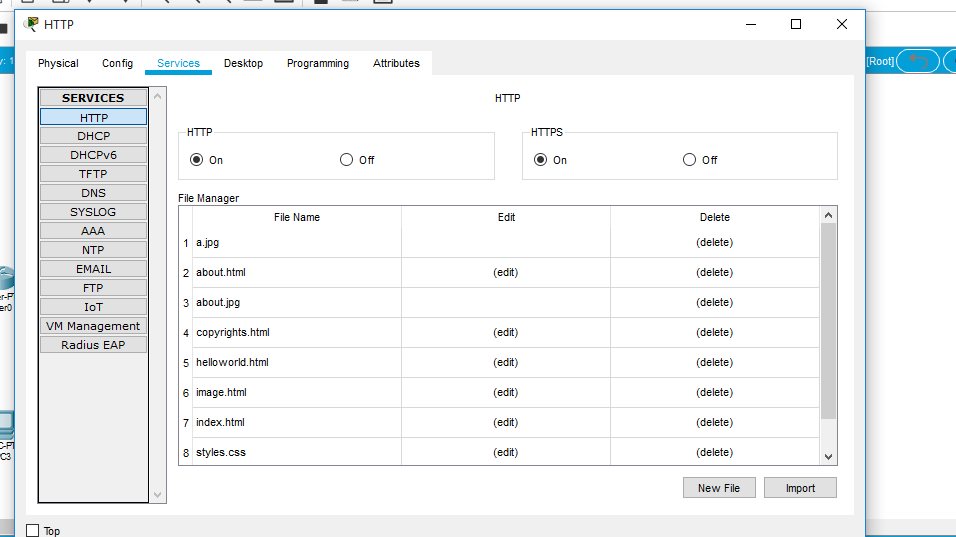 HTTP
Physical Config Services Desktop Programming Attributes
y: 1
[Root]
SERVICES
HTTP
DHCP
DHCPv6
TFTP
DNS
SYSLOG
AAA
NTP
EMAIL
FTP
IoT
VM Management
Radius EAP
HTTP
HTTP
On Off
HTTPS
On Off
File Manager
File Name Edit Delete
1 a.jpg (delete)
2 about.html (edit) (delete)
3 about.jpg (delete)
4 copyrights.html (edit) (delete)
5 helloworld.html (edit) (delete)
6 image.html (edit) (delete)
7 index.html (edit) (delete)
8 styles.css (edit) (delete)
New File Import
Top
er-P
er0
C-PT
PC3